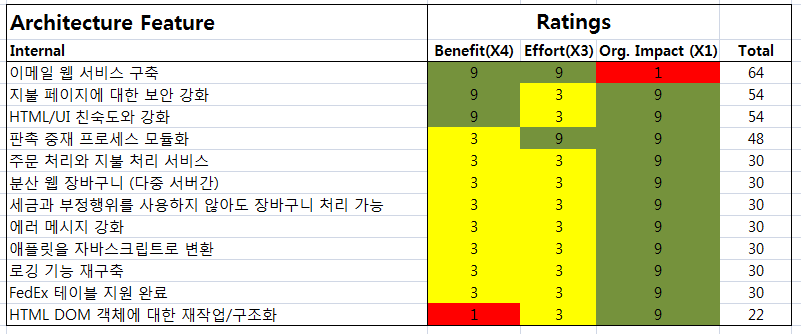 Architecture Feature Ratings
Internal Benefit(X4) Effort(X3) Org. Impact (X1) Total
이메일 웹 서비스 구축 9 9 1 64
지불 페이지에 대한 보안 강화 9 3 9 54
HTML/UI 친숙도와 강화 9 3 9 54
판촉 중재 프로세스 모듈화 3 9 9 48
주문 처리와 지불 처리 서비스 3 3 9 30
분산 웹 장바구니 (다중 서버간) 3 3 9 30
세금과 부정행위를 사용하지 않아도 장바구니 처리 가능 3 3 9 30
에러 메시지 강화 3 3 9 30
애플릿을 자바스크립트로 변환 3 3 9 30
로깅 기능 재구축 3 3 9 30
FedEx 테이블 지원 완료 3 3 9 30
HTML DOM 객체에 대한 재작업/구조화 1 3 9 22